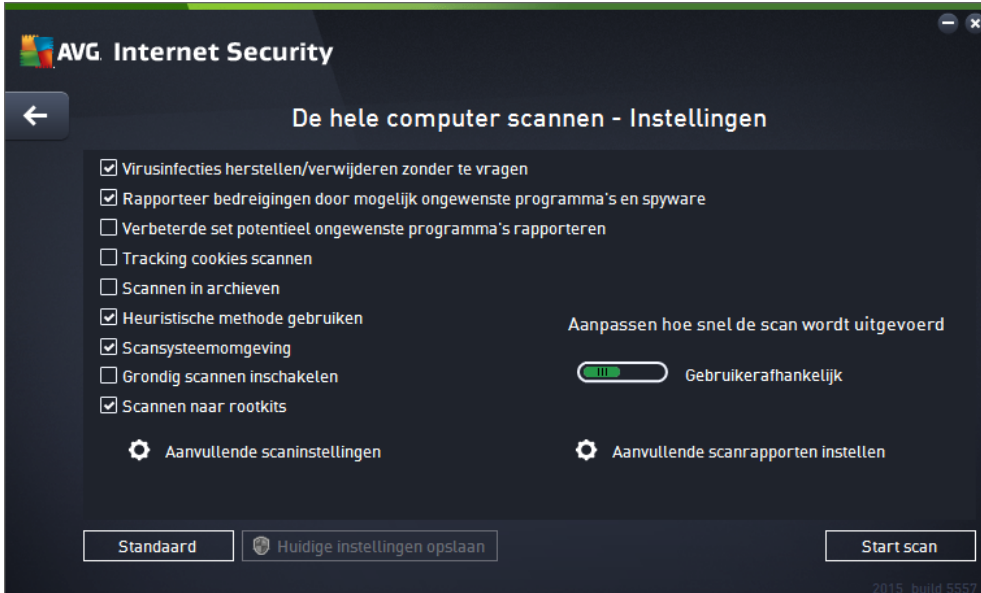 AVG. Internet Security
De hele computer scannen - Instellingen
Virusinfecties herstellen/verwijderen zonder te vragen
Rapporteer bedreigingen door mogelijk ongewenste programma's en spyware
Verbeterde set potentieel ongewenste programma's rapporteren
Tracking cookies scannen
Scannen in archieven
Heuristische methode gebruiken
Scansysteemomgeving
Grondig scannen inschakelen
Scannen naar rootkits
Aanpassen hoe snel de scan wordt uitgevoerd
Gebruikerafhankelijk
Aanvullende scaninstellingen
Aanvullende scanrapporten instellen
Standaard
Huidige instellingen opslaan
Start scan
2015 build 5557